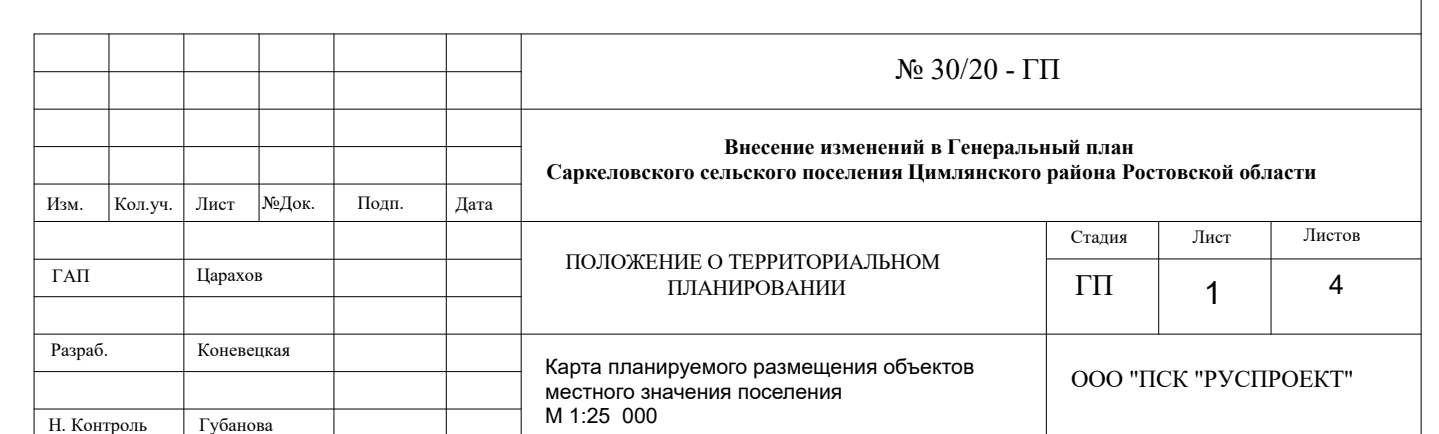 № 30/20 - ГП
Внесение изменений в Генеральный план
Саркеловского сельского поселения Цимлянского района Ростовской области
Изм. Кол.уч. Лист №Док. Подп. Дата
Стадия Лист Листов
ПОЛОЖЕНИЕ О ТЕРРИТОРИАЛЬНОМ
ПЛАНИРОВАНИИ
ГАП Царахов
ГП 1 4
Разраб. Коневецкая
Карта планируемого размещения объектов
местного значения поселения
М 1:25 000
ООО "ПСК "РУСПРОЕКТ"
Н. Контроль Губанова